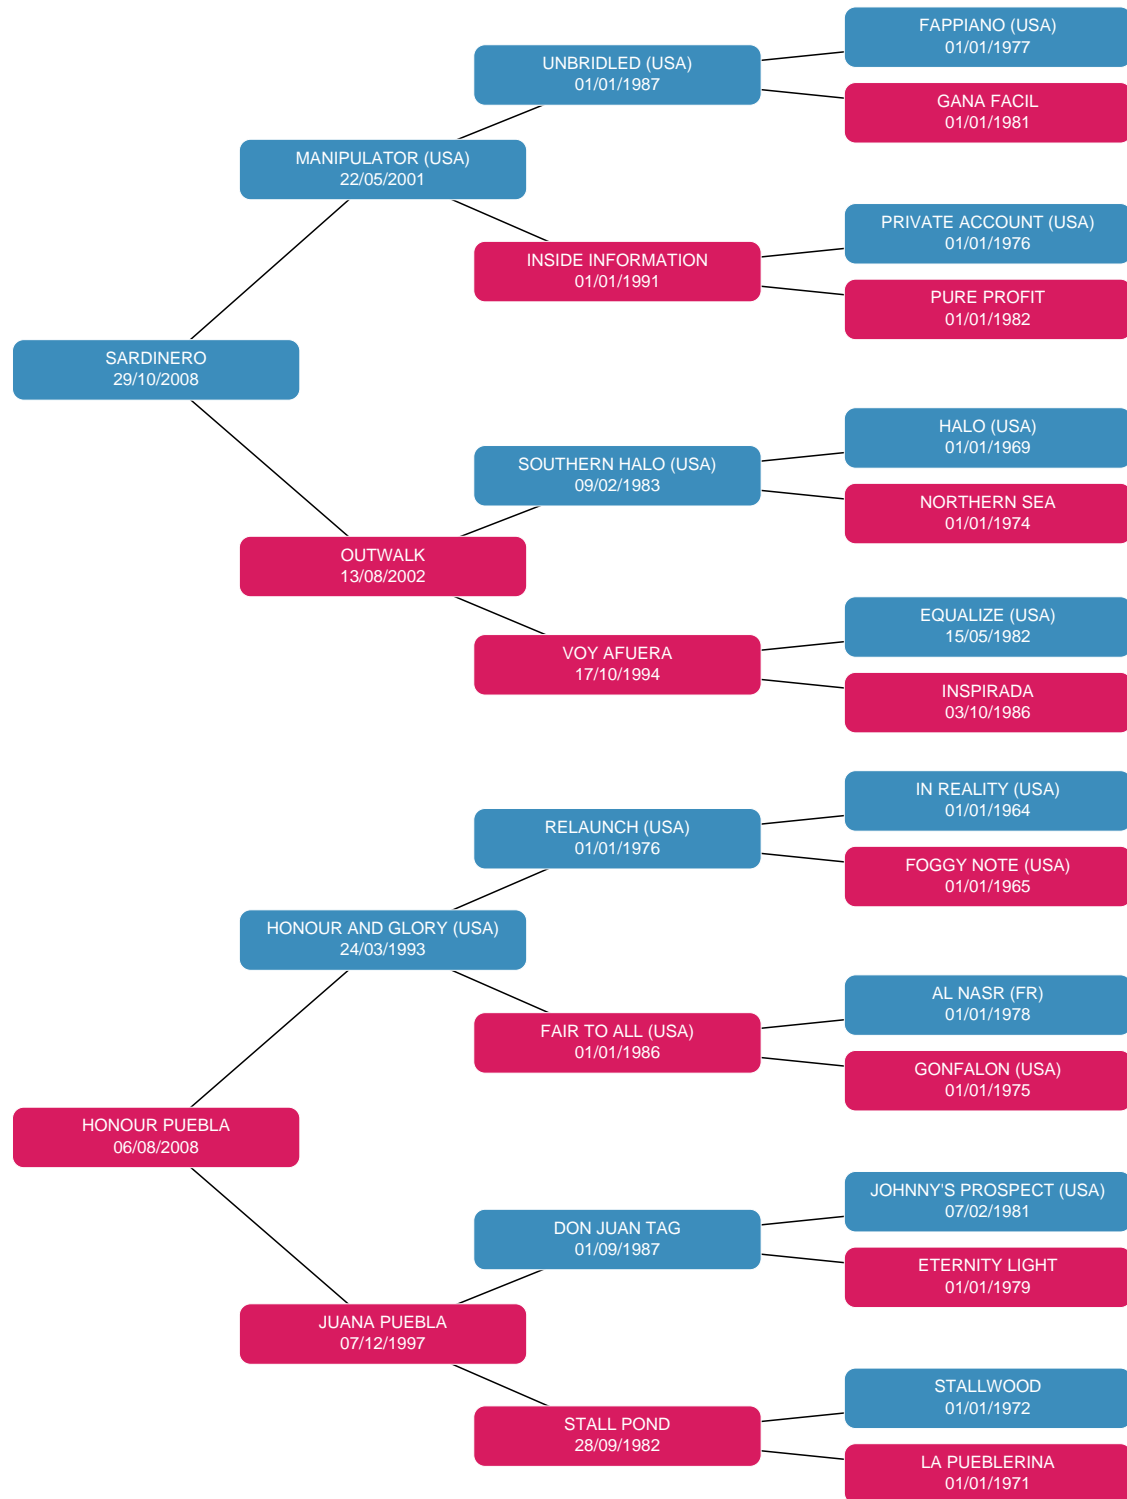 FAPPIANO (USA)
01/01/1977
UNBRIDLED (USA)
01/01/1987
GANA FACIL
01/01/1981
MANIPULATOR (USA)
22/05/2001
PRIVATE ACCOUNT (USA)
01/01/1976
INSIDE INFORMATION
01/01/1991
PURE PROFIT
01/01/1982
SARDINERO
29/10/2008
HALO (USA)
01/01/1969
SOUTHERN HALO (USA)
09/02/1983
NORTHERN SEA
01/01/1974
OUTWALK
13/08/2002
EQUALIZE (USA)
15/05/1982
VOY AFUERA
17/10/1994
INSPIRADA
03/10/1986
IN REALITY (USA)
01/01/1964
RELAUNCH (USA)
01/01/1976
FOGGY NOTE (USA)
01/01/1965
HONOUR AND GLORY (USA)
24/03/1993
AL NASR (FR)
01/01/1978
FAIR TO ALL (USA)
01/01/1986
GONFALON (USA)
01/01/1975
HONOUR PUEBLA
06/08/2008
JOHNNY'S PROSPECT (USA)
07/02/1981
DON JUAN TAG
01/09/1987
ETERNITY LIGHT
01/01/1979
JUANA PUEBLA
07/12/1997
STALLWOOD
01/01/1972
STALL POND
28/09/1982
LA PUEBLERINA
01/01/1971